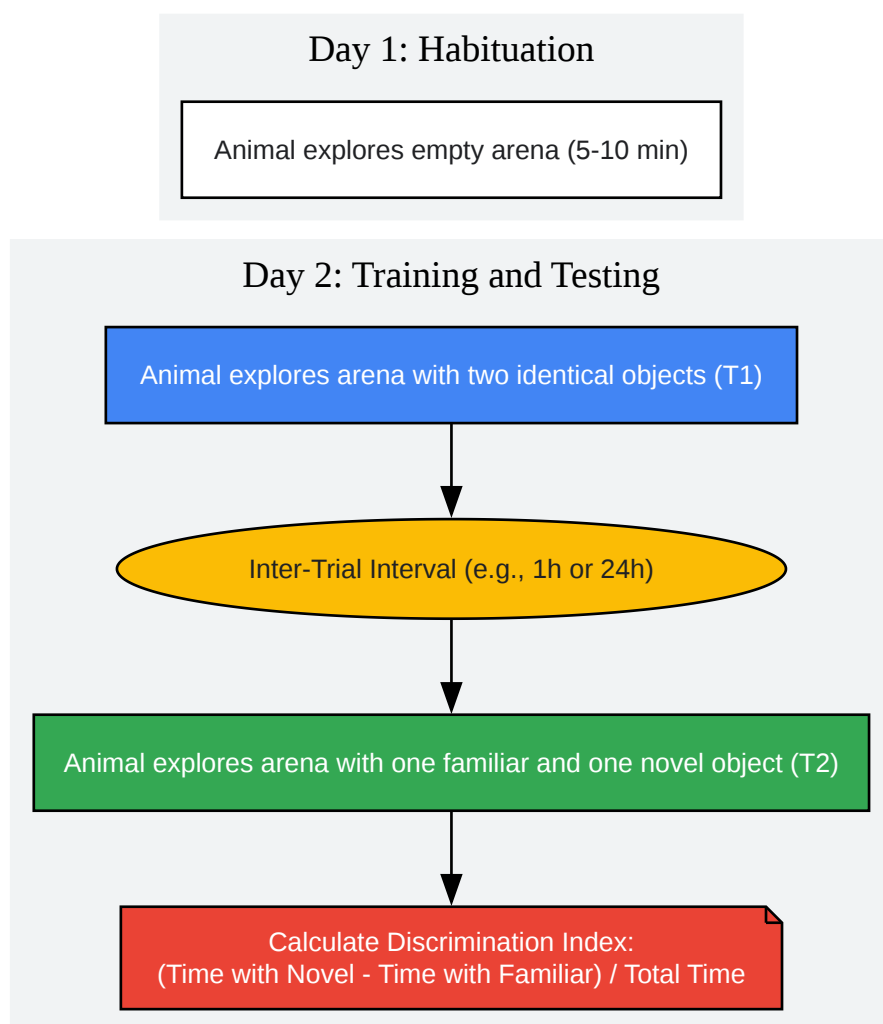 Day 1: Habituation
Animal explores empty arena (5-10 min)
Day 2: Training and Testing
Animal explores arena with two identical objects (T1)
Inter-Trial Interval (e.g., 1h or 24h)
Animal explores arena with one familiar and one novel object (T2)
Calculate Discrimination Index:
(Time with Novel - Time with Familiar) / Total Time